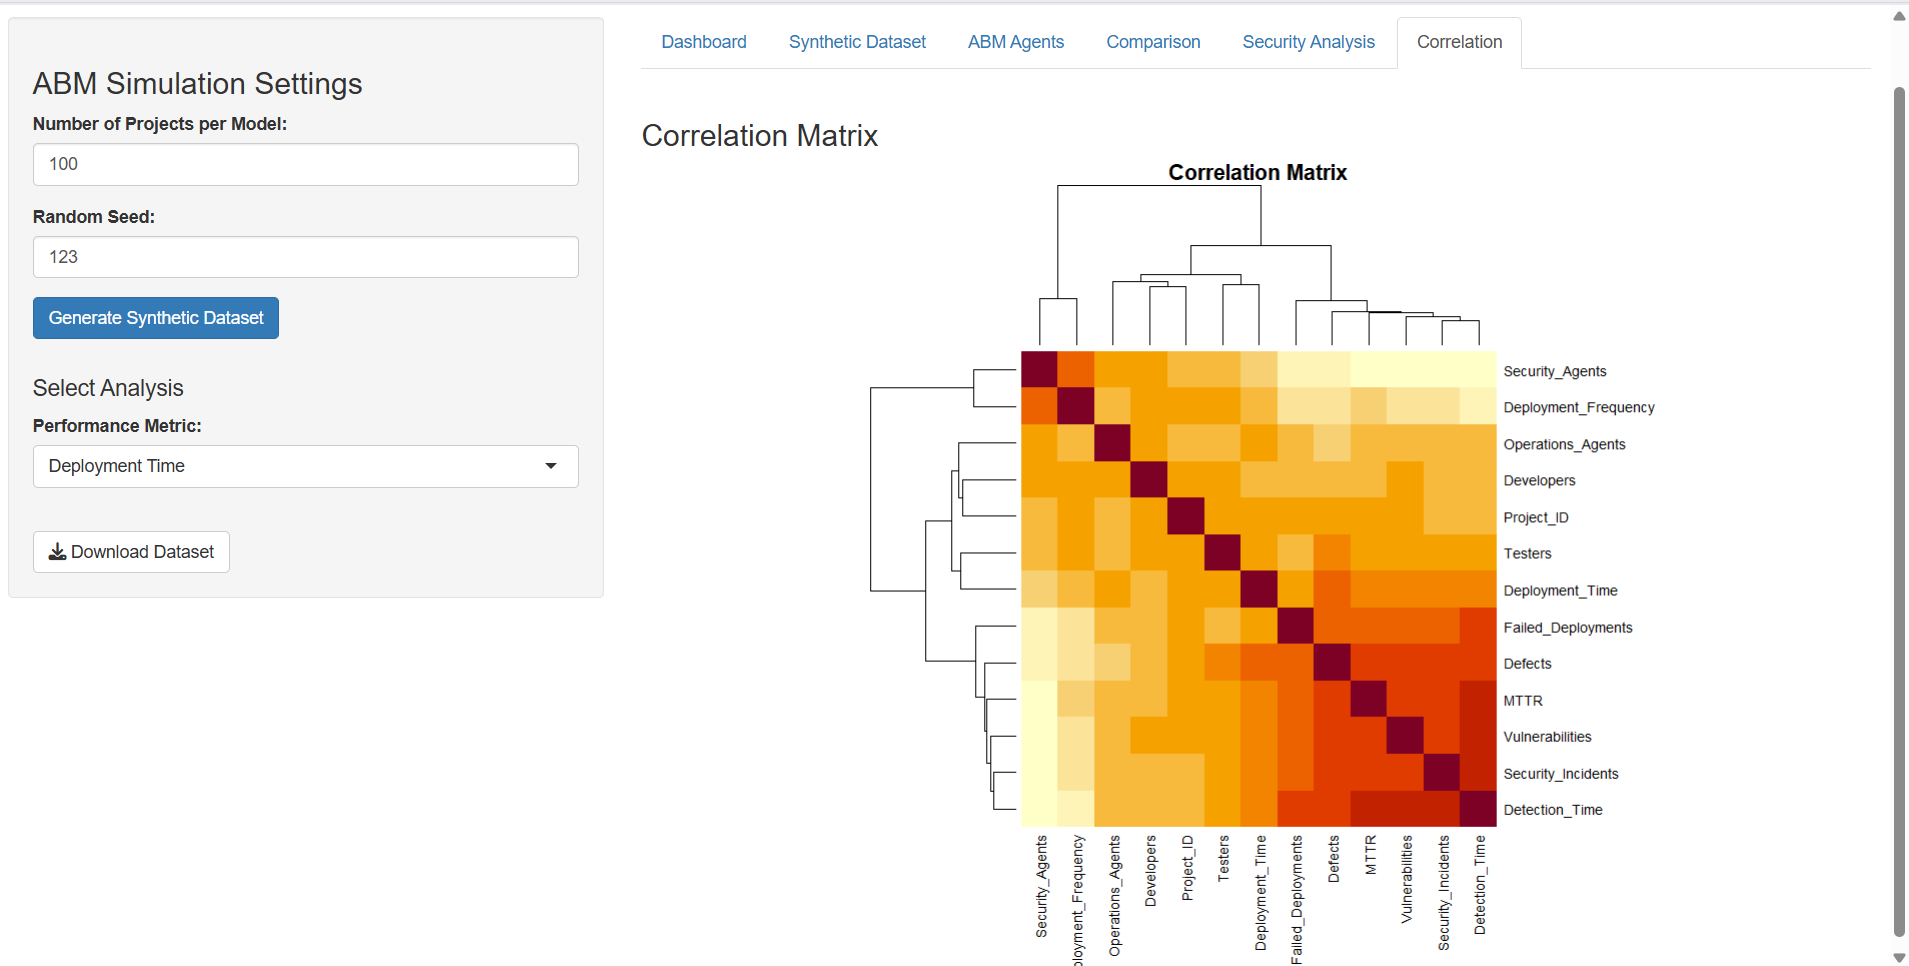 ABM Simulation Settings
Number of Projects per Model:
100
Random Seed:
123
Generate Synthetic Dataset
Select Analysis
Performance Metric:
Deployment Time
Download Dataset
Dashboard Synthetic Dataset ABM Agents Comparison Security Analysis Correlation
Correlation Matrix
Correlation Matrix
Security_Agents
Deployment_Frequency
Operations_Agents
Developers
Project_ID
Testers
Deployment_Time
Failed_Deployments
Defects
MTTR
Vulnerabilities
Security_Incidents
Detection_Time
Security_Agents
ployment_Frequency
Operations_Agents
Developers
Project_ID
Testers
Deployment_Time
Failed_Deployments
Defects
MTTR
Vulnerabilities
Security_Incidents
Detection_Time